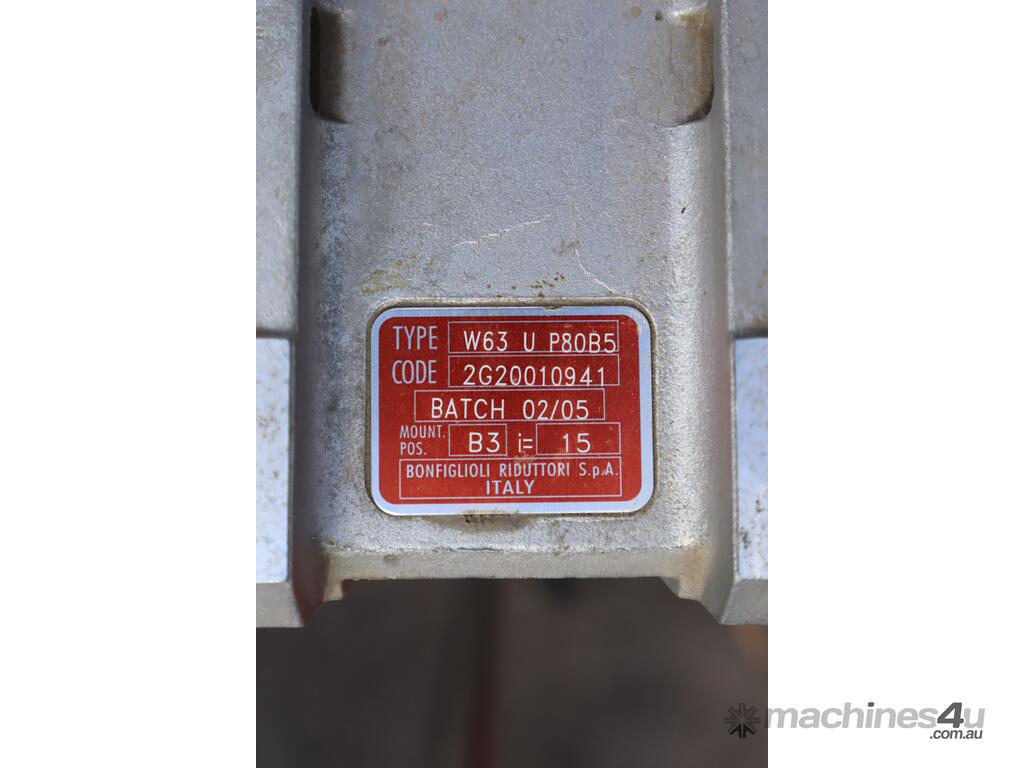 TYPE W63 U P80B5
CODE 2G20010941
BATCH 02/05
MOUNT. POS. B3 i= 15
BONFIGLIOLI RIDUTTORI S.p.A.
ITALY
machines4u
.com.au